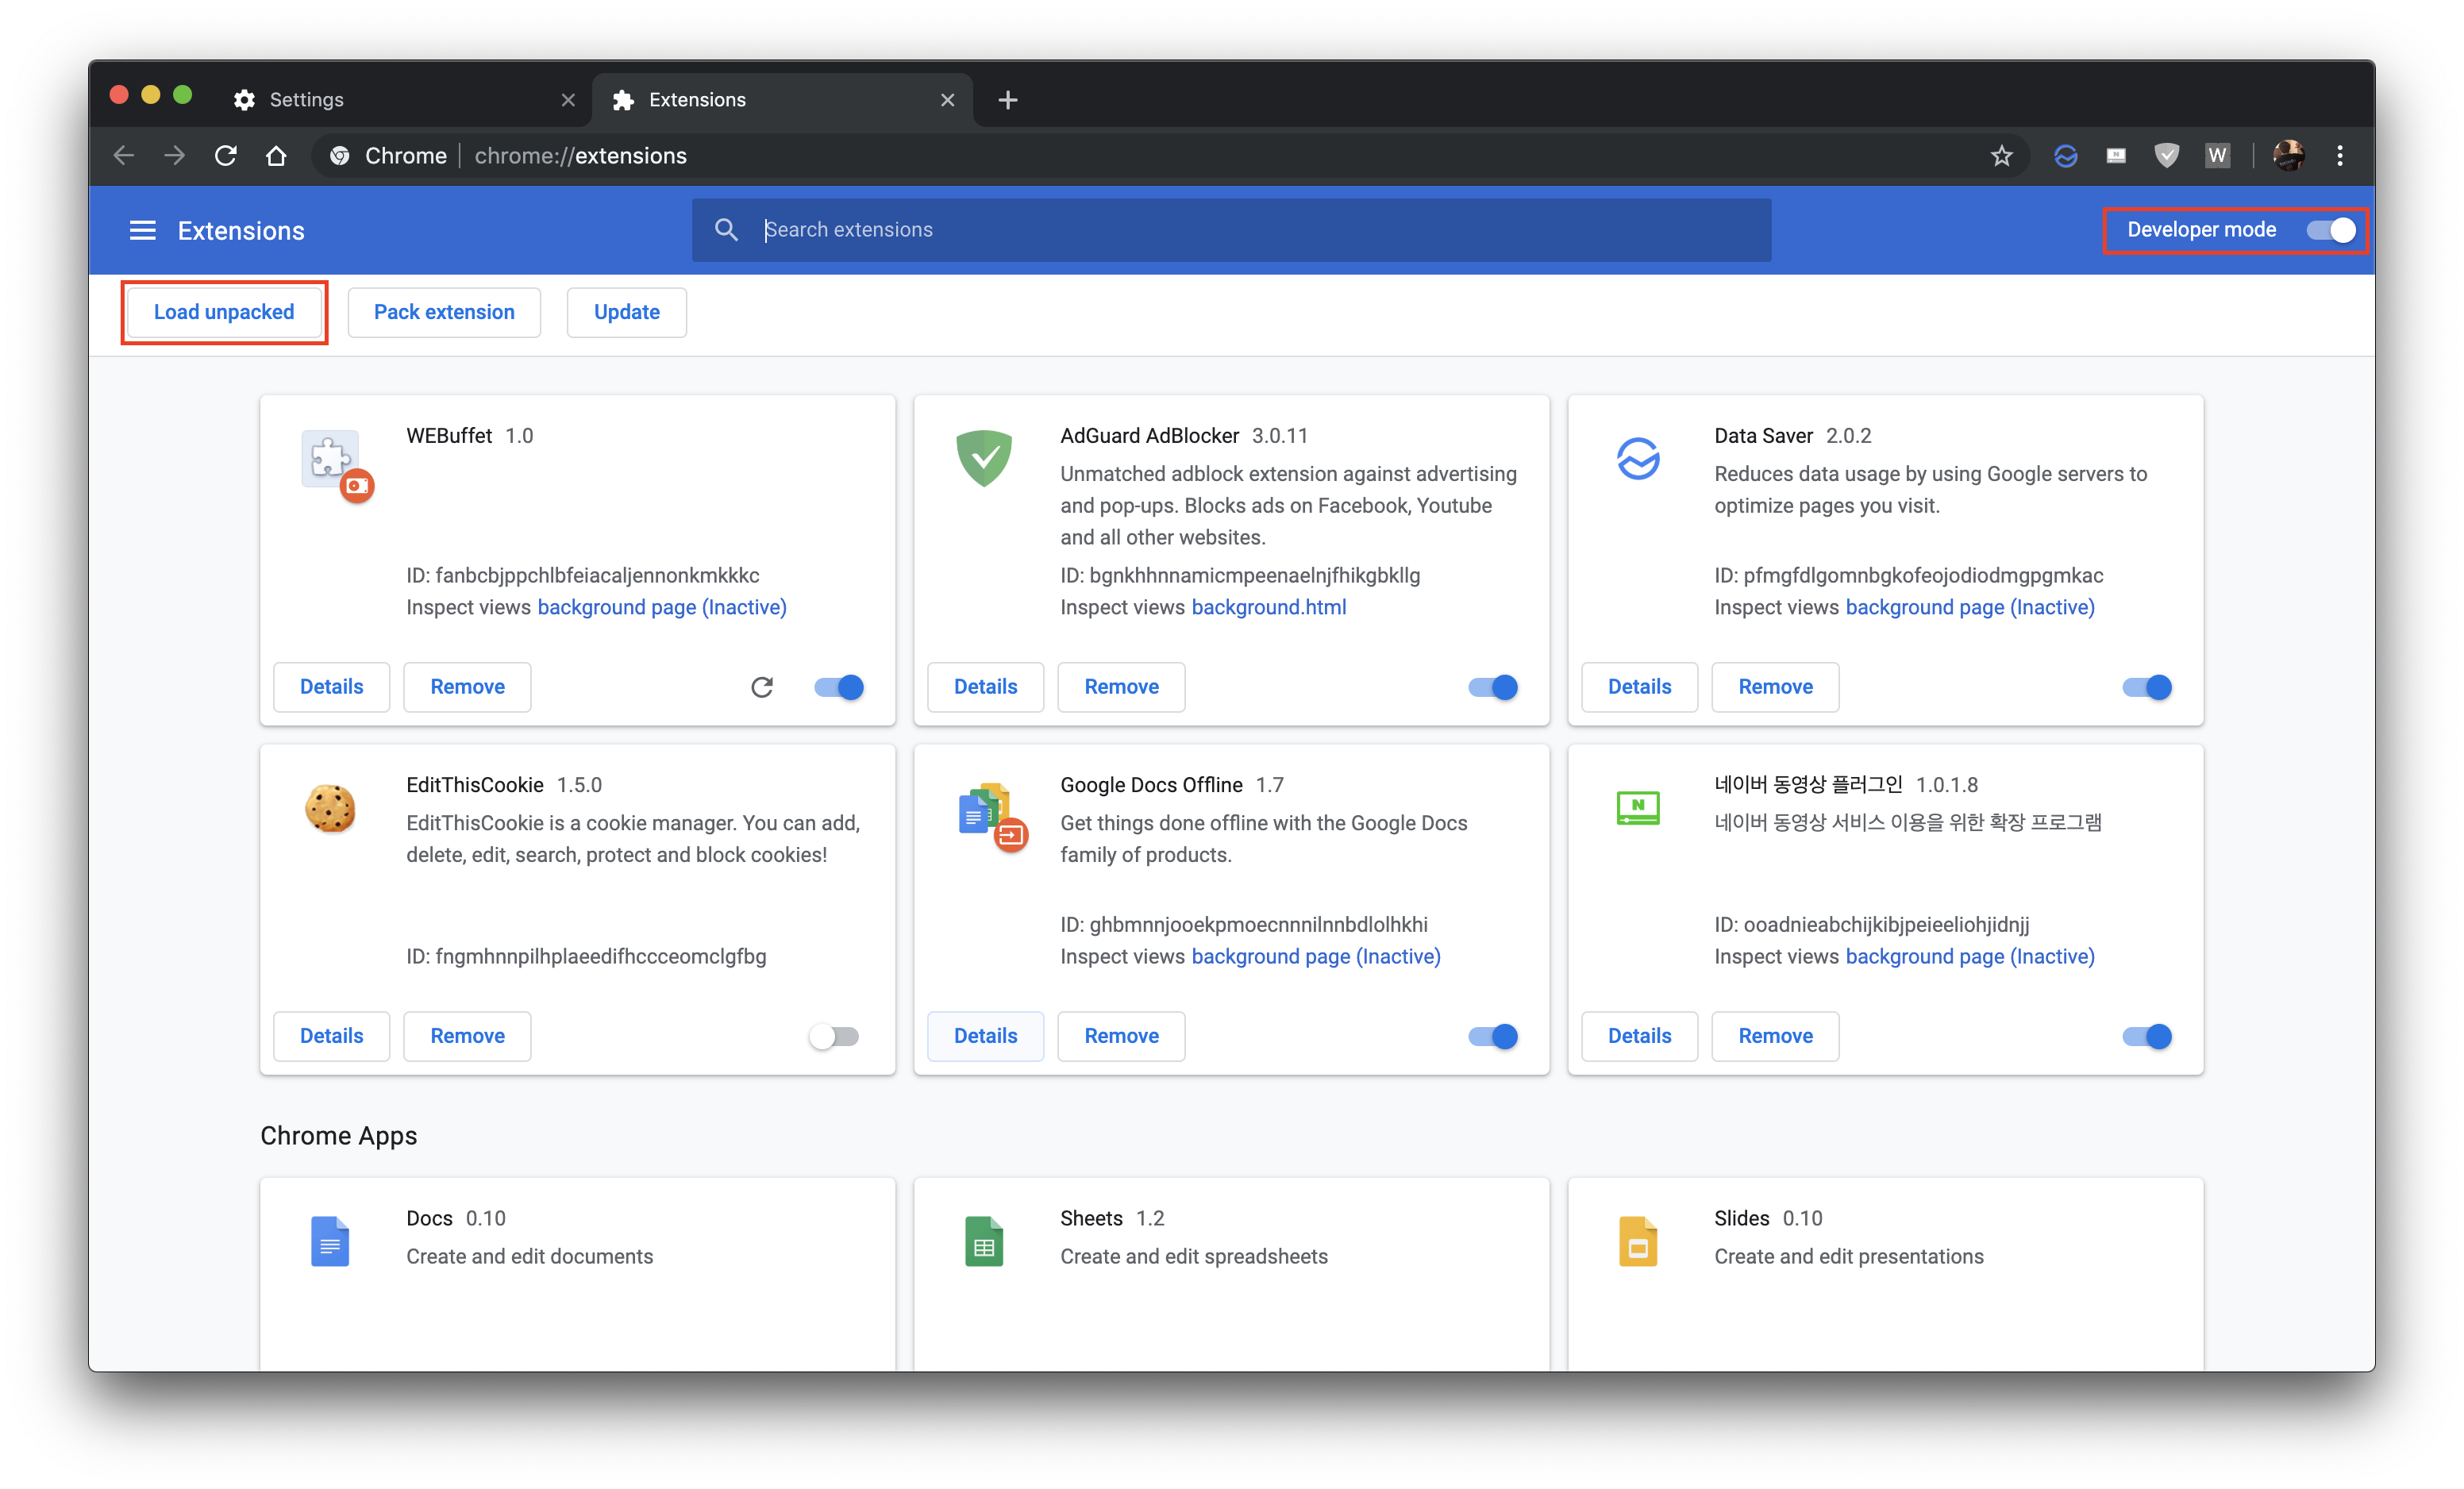 Settings
Extensions
Chrome
chrome://extensions
W
Extensions
Search extensions
Developer mode
Load unpacked
Pack extension
Update
WEBuffet 1.0
ID: fanbcbjppchlbfeiacaljennonkmkkkc
Inspect views background page (Inactive)
Details
Remove
AdGuard AdBlocker 3.0.11
Unmatched adblock extension against advertising
and pop-ups. Blocks ads on Facebook, Youtube
and all other websites.
ID: bgnkhhnnamicmpeenaelnjfhikgbkllg
Inspect views background.html
Details
Remove
Data Saver 2.0.2
Reduces data usage by using Google servers to
optimize pages you visit.
ID: pfmgfdlgomnbgkofeojodiodmgpgmkac
Inspect views background page (Inactive)
Details
Remove
EditThisCookie 1.5.0
EditThisCookie is a cookie manager. You can add,
delete, edit, search, protect and block cookies!
ID: fngmhnnpilhplaeedifhccceomclgfbg
Details
Remove
Google Docs Offline 1.7
Get things done offline with the Google Docs
family of products.
ID: ghbmnnjooekpmoecnnnilnnbdlolhkhi
Inspect views background page (Inactive)
Details
Remove
N
네이버 동영상 플러그인 1.0.1.8
네이버 동영상 서비스 이용을 위한 확장 프로그램
ID: ooadnieabchijkibjpeieeliohjidnjj
Inspect views background page (Inactive)
Details
Remove
Chrome Apps
Docs 0.10
Create and edit documents
Sheets 1.2
Create and edit spreadsheets
Slides 0.10
Create and edit presentations